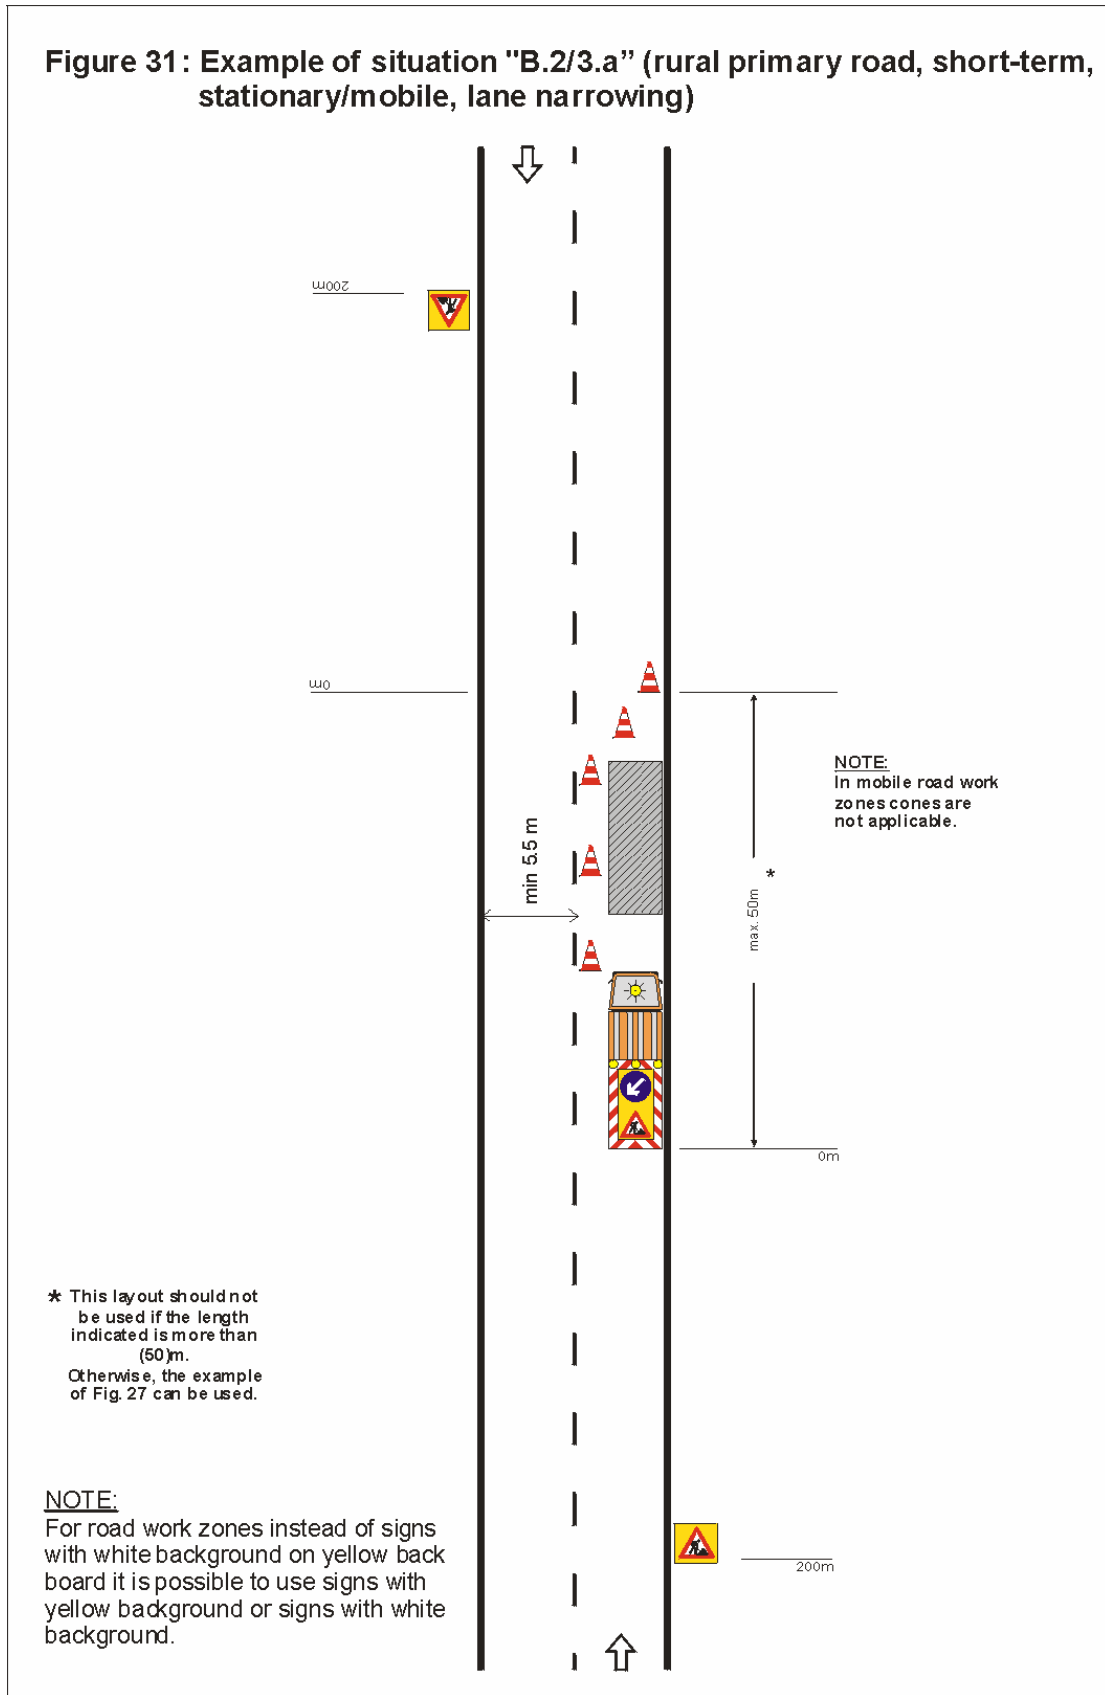 Figure 31: Example of situation "B.2/3.a” (rural primary road, short-term,
stationary/mobile, lane narrowing)
200m
0m
NOTE:
In mobile road work
zones cones are
not applicable.
min 5.5 m
max. 50m
*
0m
* This layout should not
be used if the length
indicated is more than
(50)m.
Otherwise, the example
of Fig. 27 can be used.
NOTE:
For road work zones instead of signs
with white background on yellow back
board it is possible to use signs with
yellow background or signs with white
background.
200m